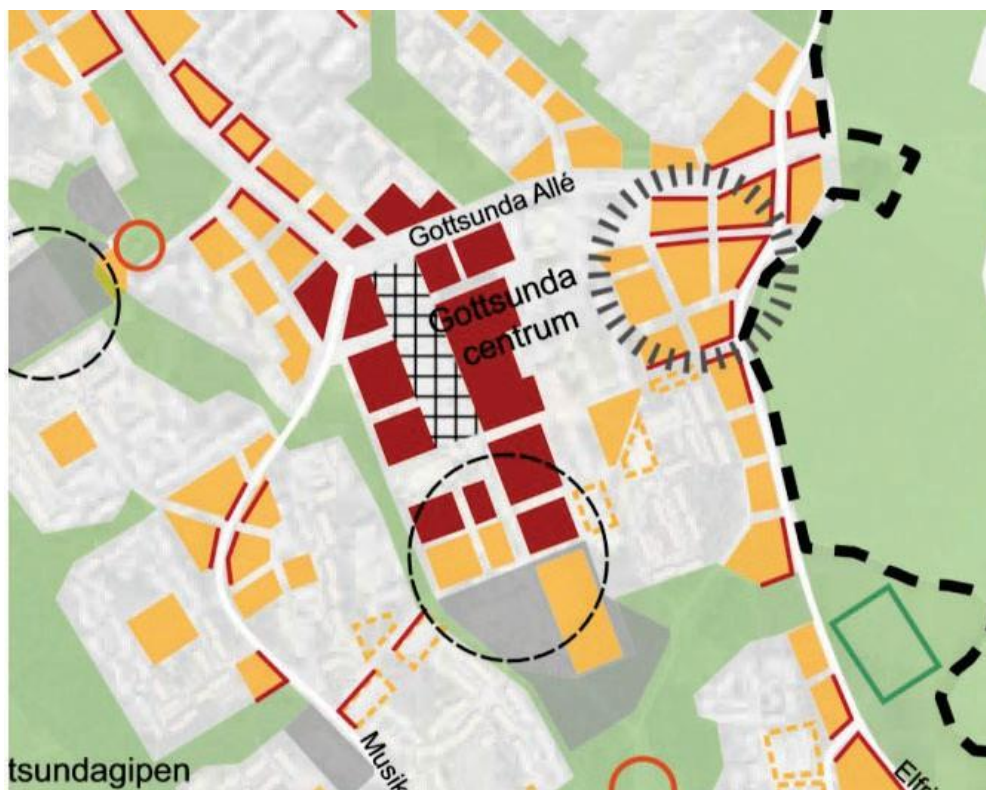 Gottsunda Allé
Gottsunda
centrum
tsundagipen
Musik
Elfri